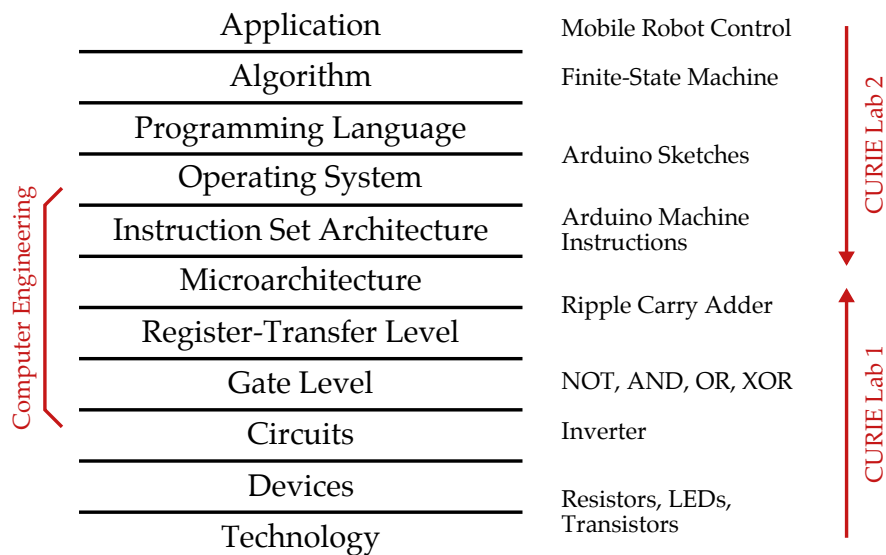 Application
Mobile Robot Control
Algorithm
Finite-State Machine
Programming Language
Arduino Sketches
Operating System
Instruction Set Architecture
Arduino Machine
Instructions
Microarchitecture
Ripple Carry Adder
Register-Transfer Level
Gate Level
NOT, AND, OR, XOR
Circuits
Inverter
Devices
Resistors, LEDs,
Transistors
Technology
Computer Engineering
CURIE Lab 2
CURIE Lab 1